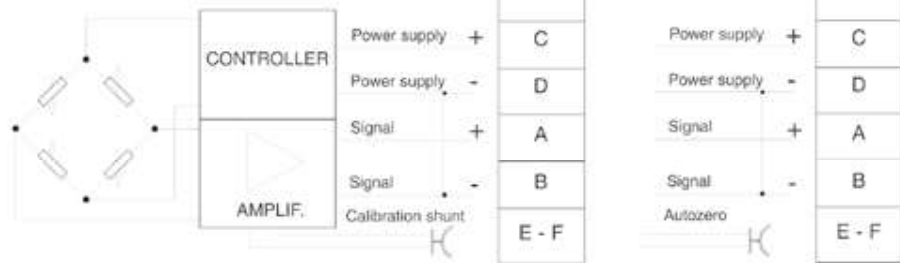 CONTROLLER
AMPLIF.
Power supply + C
Power supply - D
Signal + A
Signal - B
Calibration shunt E - F
Power supply + C
Power supply - D
Signal + A
Signal - B
Autozero E - F